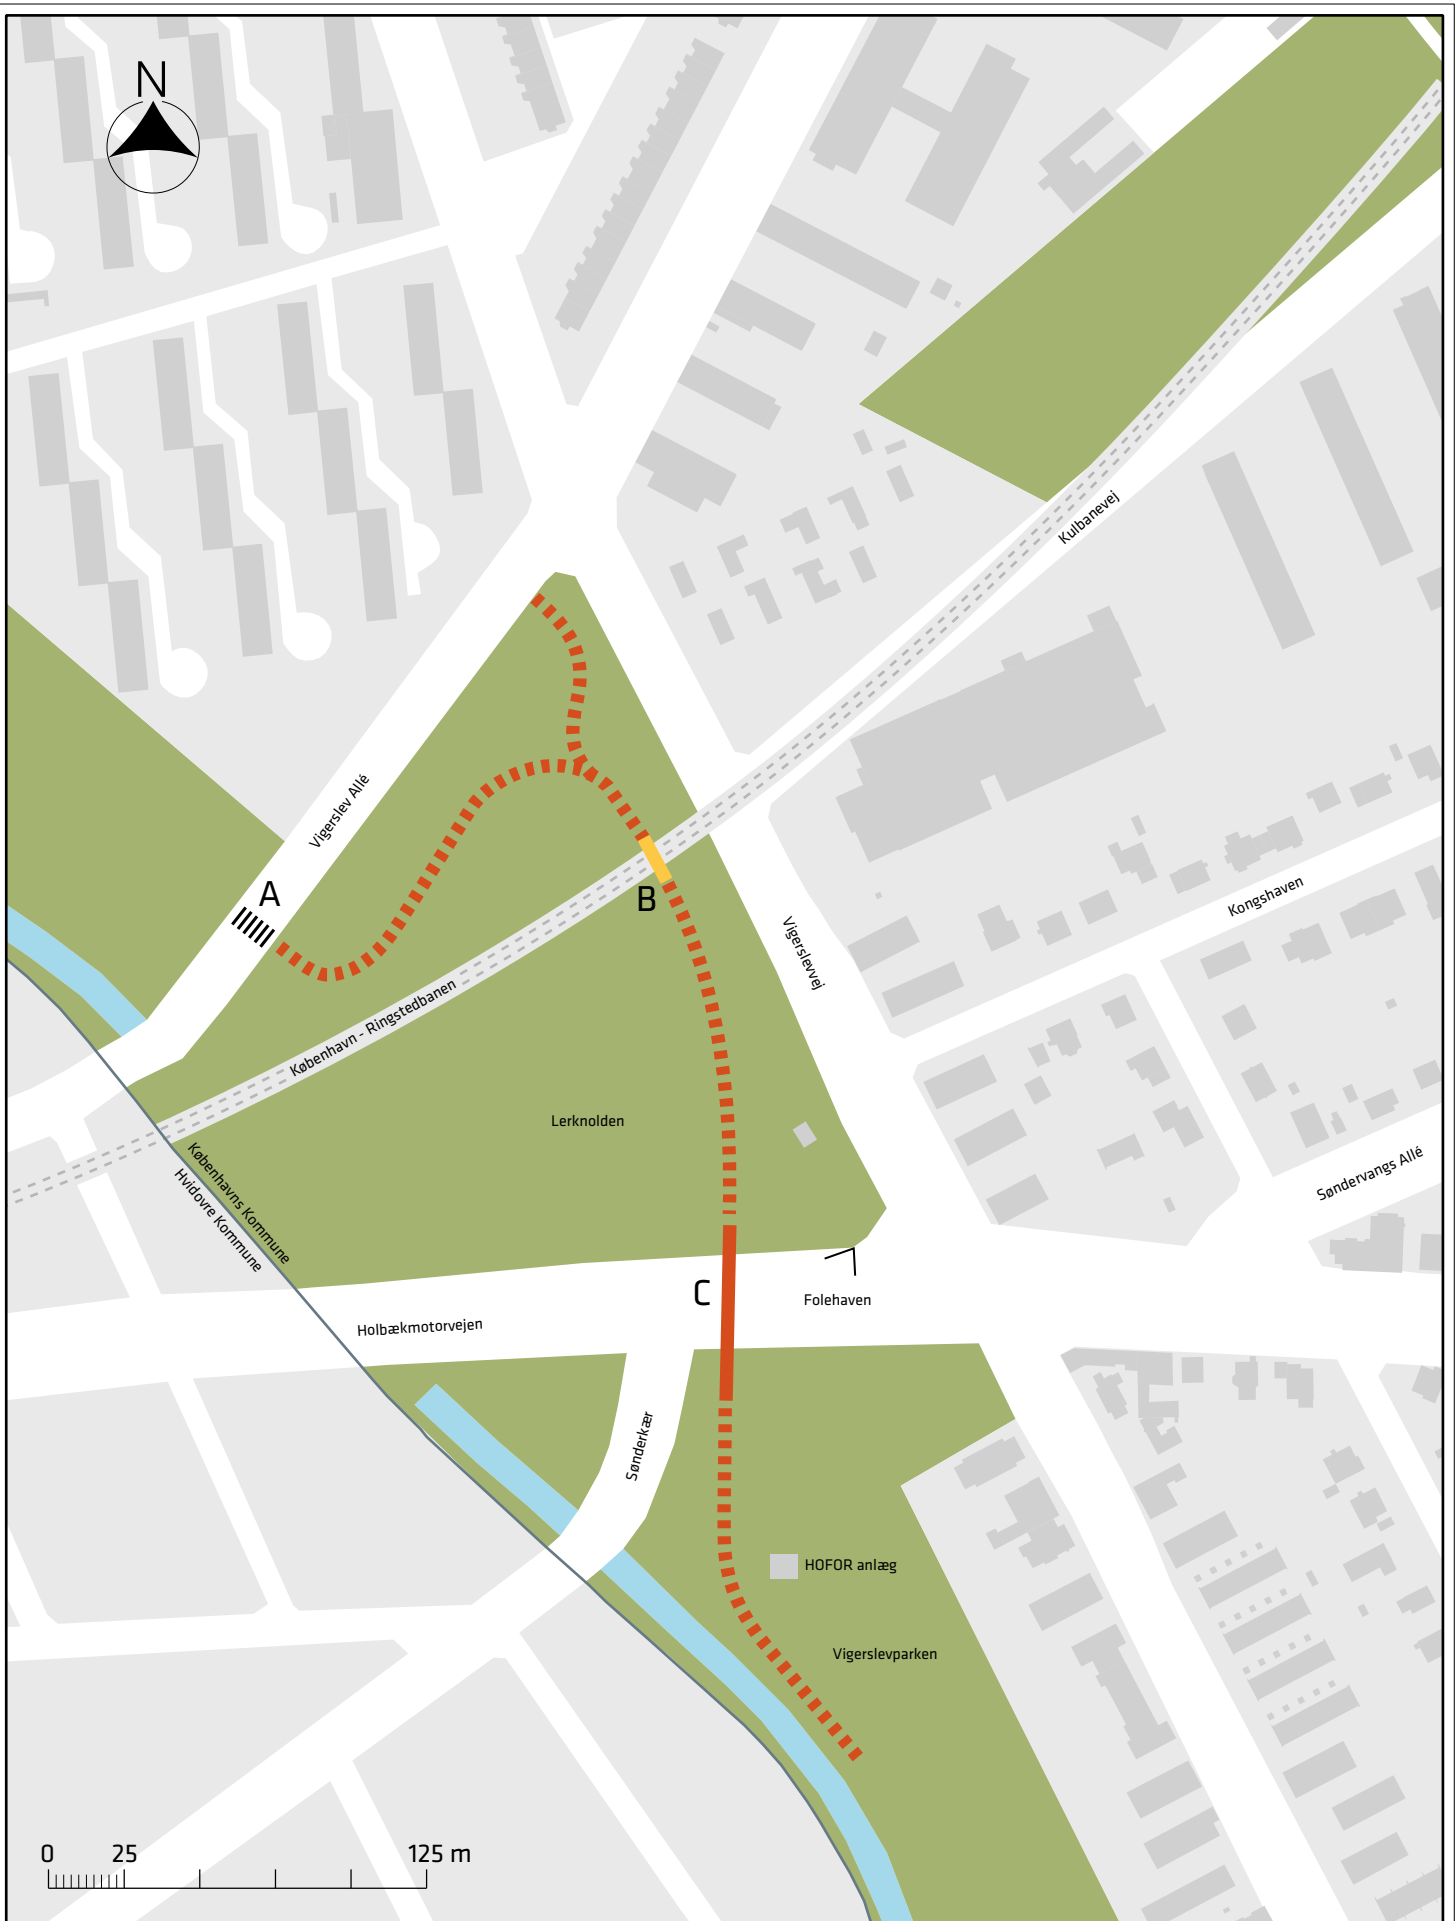 N
Kulbanevej
Vigerslev Allé
A
B
Kongshaven
Vigerslevvej
København - Ringstedbanen
Lerknolden
Søndervangs Allé
Københavns Kommune
Hvidovre Kommune
C
Folehaven
Holbækmotorvejen
Sønderkær
HOFOR anlæg
Vigerslevparken
0 25 125 m